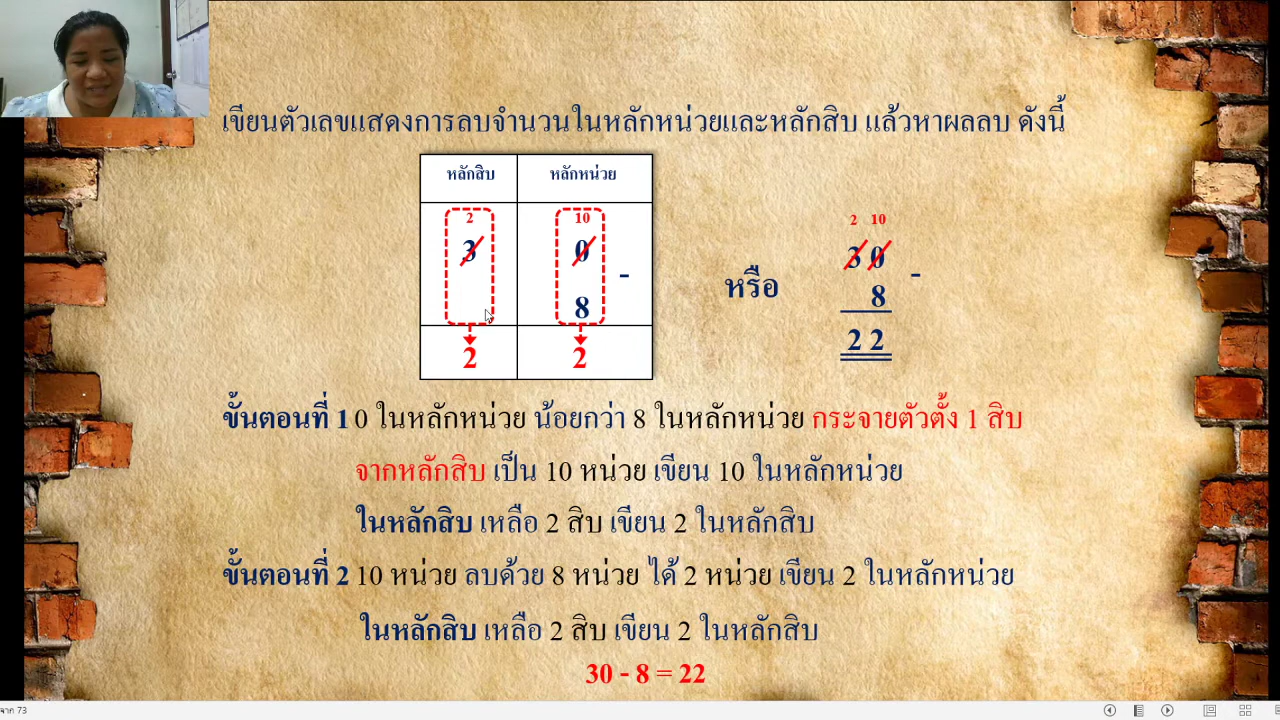 เขียนตัวเลขแสดงการลบจำนวนในหลักหน่วยและหลักสิบ แล้วหาผลลบ ดังนี้
หลักสิบ หลักหน่วย
2 10
3 0
-
8
2 2
หรือ
2 10
3 0
-
8
2 2
ขั้นตอนที่ 1 0 ในหลักหน่วย น้อยกว่า 8 ในหลักหน่วย กระจายตัวตั้ง 1 สิบ
จากหลักสิบ เป็น 10 หน่วย เขียน 10 ในหลักหน่วย
ในหลักสิบ เหลือ 2 สิบ เขียน 2 ในหลักสิบ
ขั้นตอนที่ 2 10 หน่วย ลบด้วย 8 หน่วย ได้ 2 หน่วย เขียน 2 ในหลักหน่วย
ในหลักสิบ เหลือ 2 สิบ เขียน 2 ในหลักสิบ
30 - 8 = 22
จาก 73